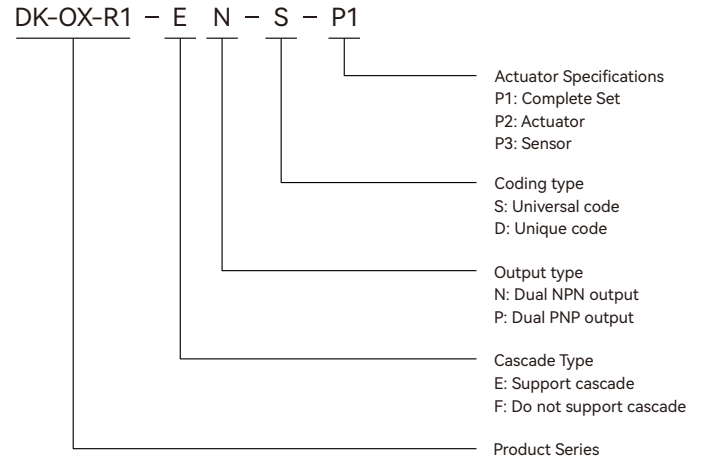 DK-OX-R1 – E N – S – P1
Actuator Specifications
P1: Complete Set
P2: Actuator
P3: Sensor
Coding type
S: Universal code
D: Unique code
Output type
N: Dual NPN output
P: Dual PNP output
Cascade Type
E: Support cascade
F: Do not support cascade
Product Series